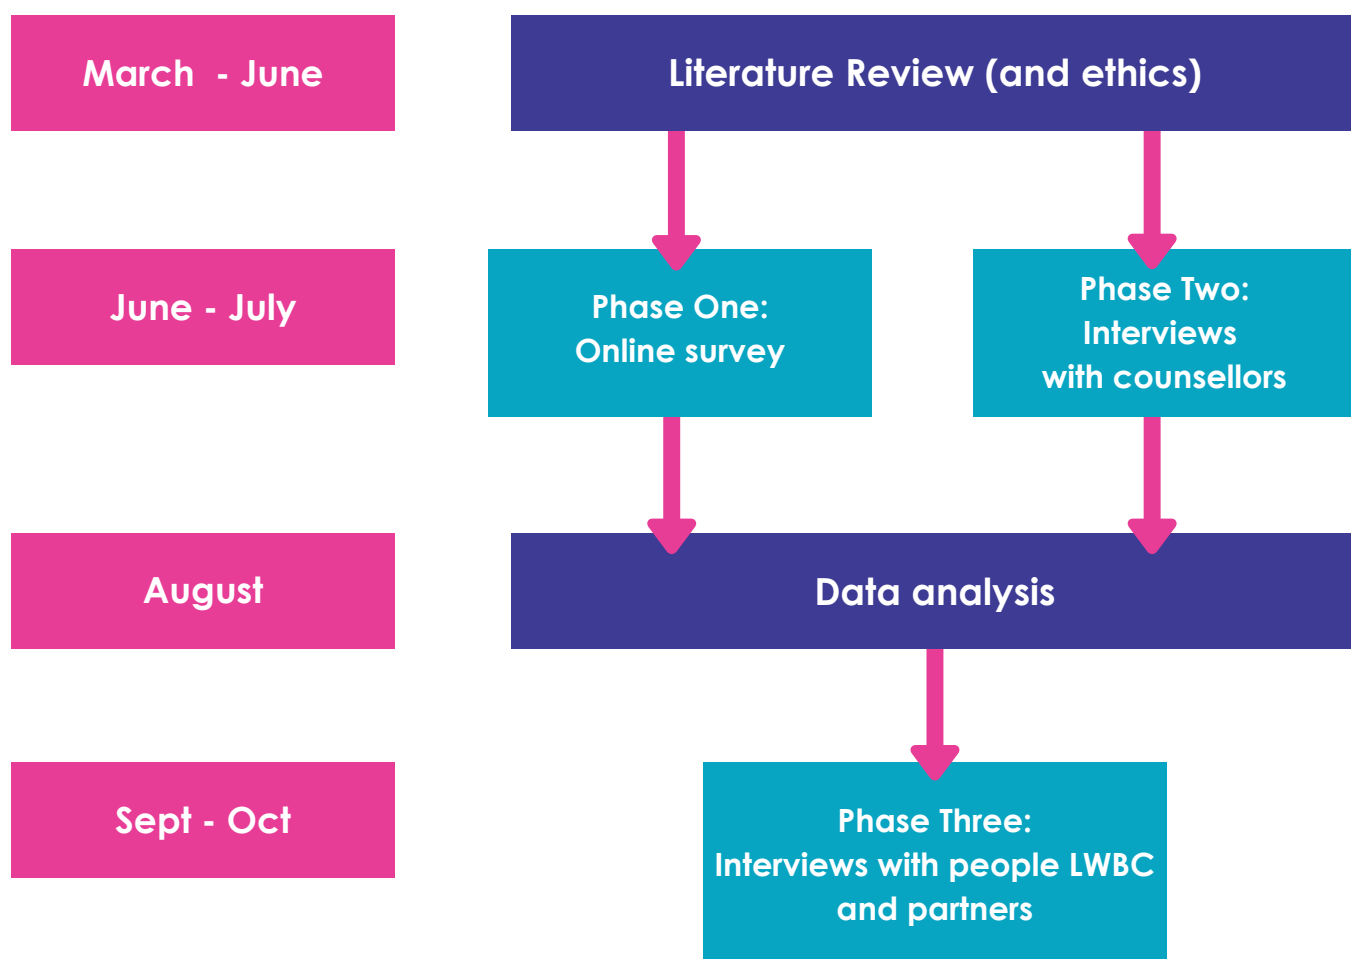 March - June
Literature Review (and ethics)
June - July
Phase One:
Online survey
Phase Two:
Interviews
with counsellors
August
Data analysis
Sept - Oct
Phase Three:
Interviews with people LWBC
and partners